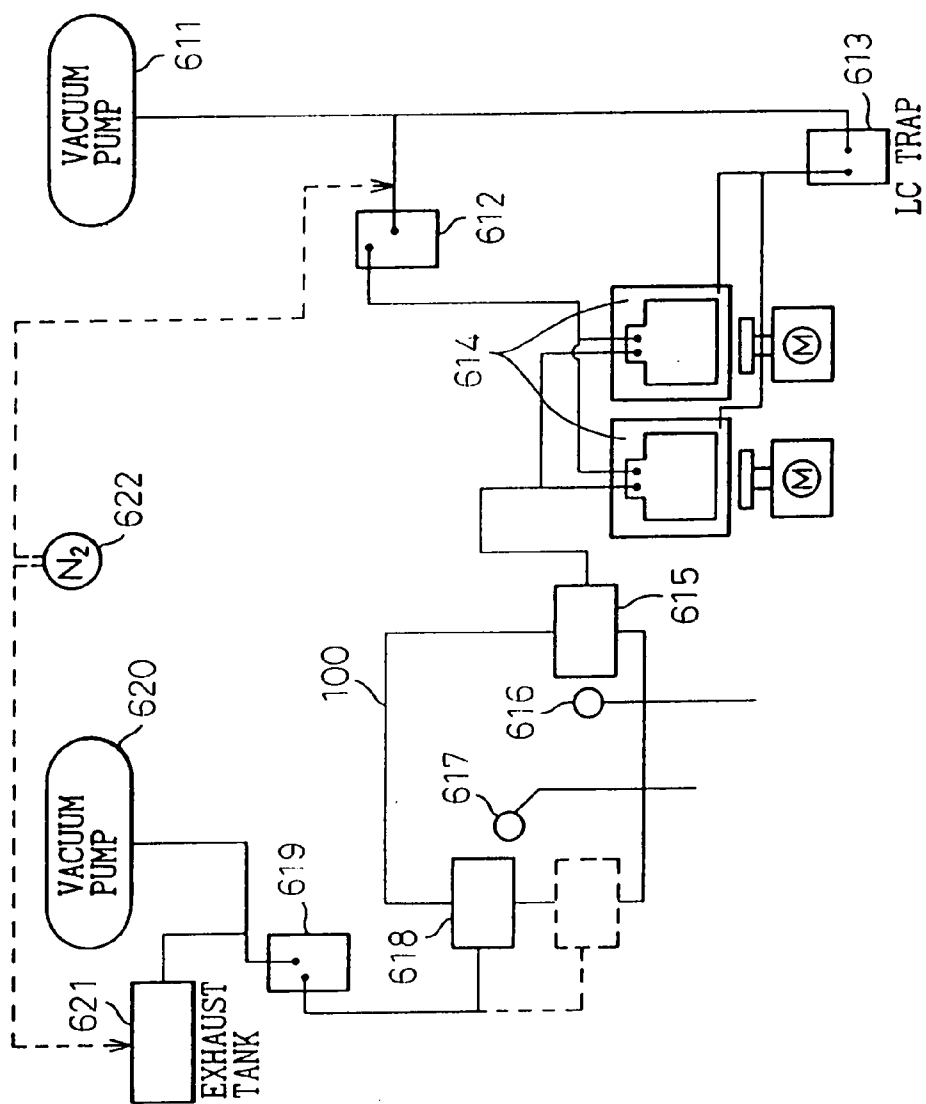 VACUUM
PUMP
611
VACUUM
PUMP
620
N2
622
621
EXHAUST
TANK
619
612
100
614
617
616
618
615
M
M
613
LC TRAP